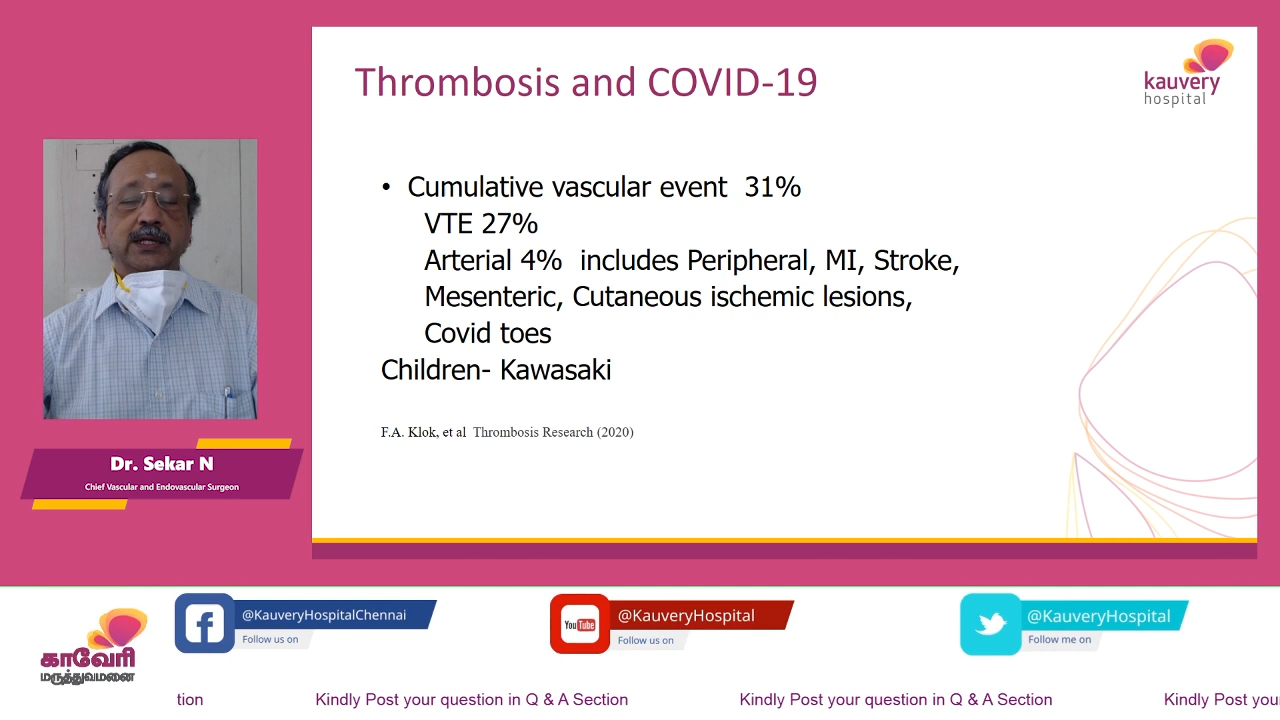 Thrombosis and COVID-19
kauvery
hospital
• Cumulative vascular event 31%
VTE 27%
Arterial 4% includes Peripheral, MI, Stroke,
Mesenteric, Cutaneous ischemic lesions,
Covid toes
Children- Kawasaki
F.A. Klok, et al Thrombosis Research (2020)
Dr. Sekar N
Chief Vascular and Endovascular Surgeon
காவேரி
மருத்துவமனை
@KauveryHospitalChennai
Follow us on
You Tube
@KauveryHospital
Follow us on
@KauveryHospital
Follow me on
tion Kindly Post your question in Q & A Section Kindly Post your question in Q & A Section Kindly Post you